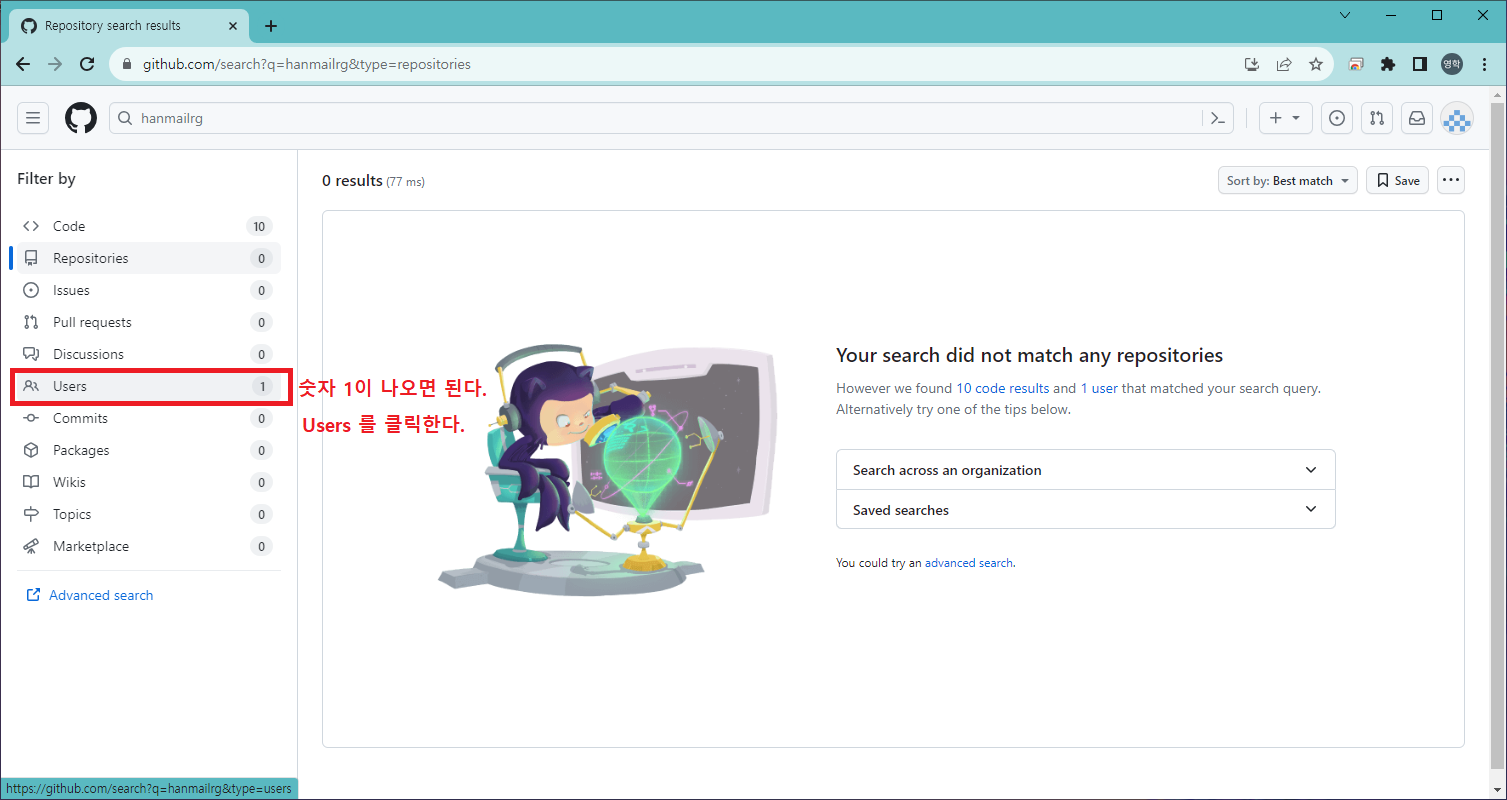 Repository search results
github.com/search?q=hanmailrg&type=repositories
영학
hanmailrg
Filter by
Code 10
Repositories 0
Issues 0
Pull requests 0
Discussions 0
Users 1
Commits 0
Packages 0
Wikis 0
Topics 0
Marketplace 0
Advanced search
숫자 1이 나오면 된다.
Users 를 클릭한다.
0 results (77 ms)
Sort by: Best match
Save
Your search did not match any repositories
However we found 10 code results and 1 user that matched your search query.
Alternatively try one of the tips below.
Search across an organization
Saved searches
You could try an advanced search.
https://github.com/search?q=hanmailrg&type=users